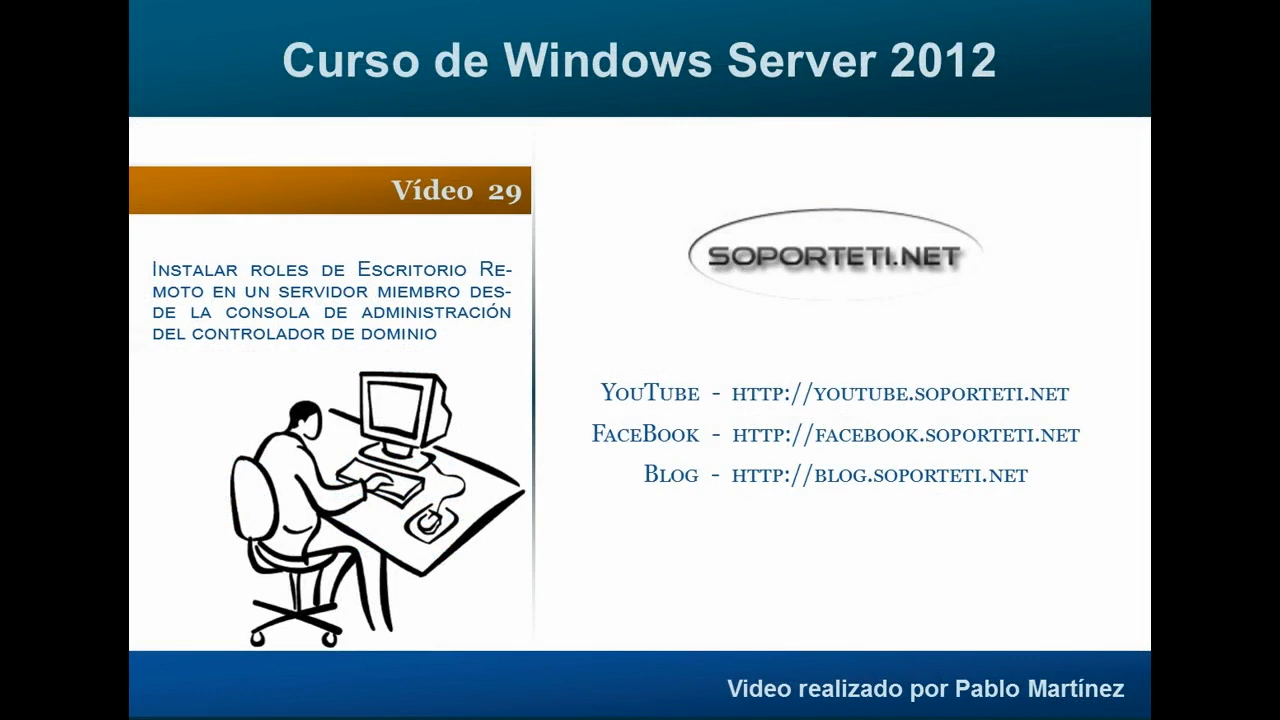 Curso de Windows Server 2012
Vídeo 29
Instalar roles de Escritorio Re-
moto en un servidor miembro des-
de la consola de administración
del controlador de dominio
SOPORTETI.NET
YouTube - http://youtube.soporteti.net
FaceBook - http://facebook.soporteti.net
Blog - http://blog.soporteti.net
Video realizado por Pablo Martínez